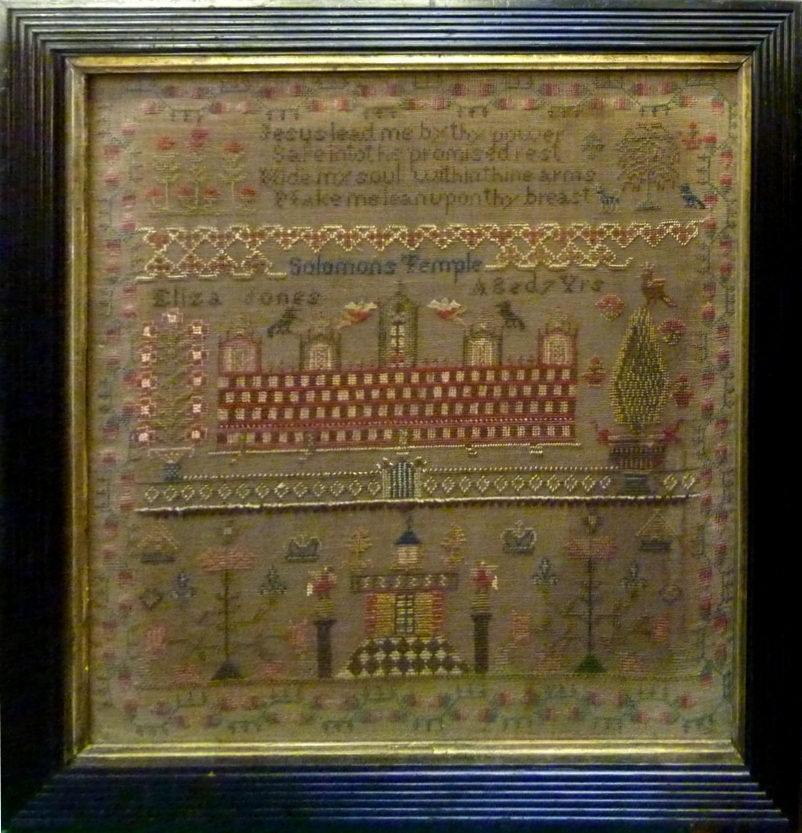 Jesus lead me by thy power
Safe into the promised rest
Hide my soul within thine arms
Make me lean upon thy breast
Solomons Temple
Eliza Jones Aged 7 Yrs